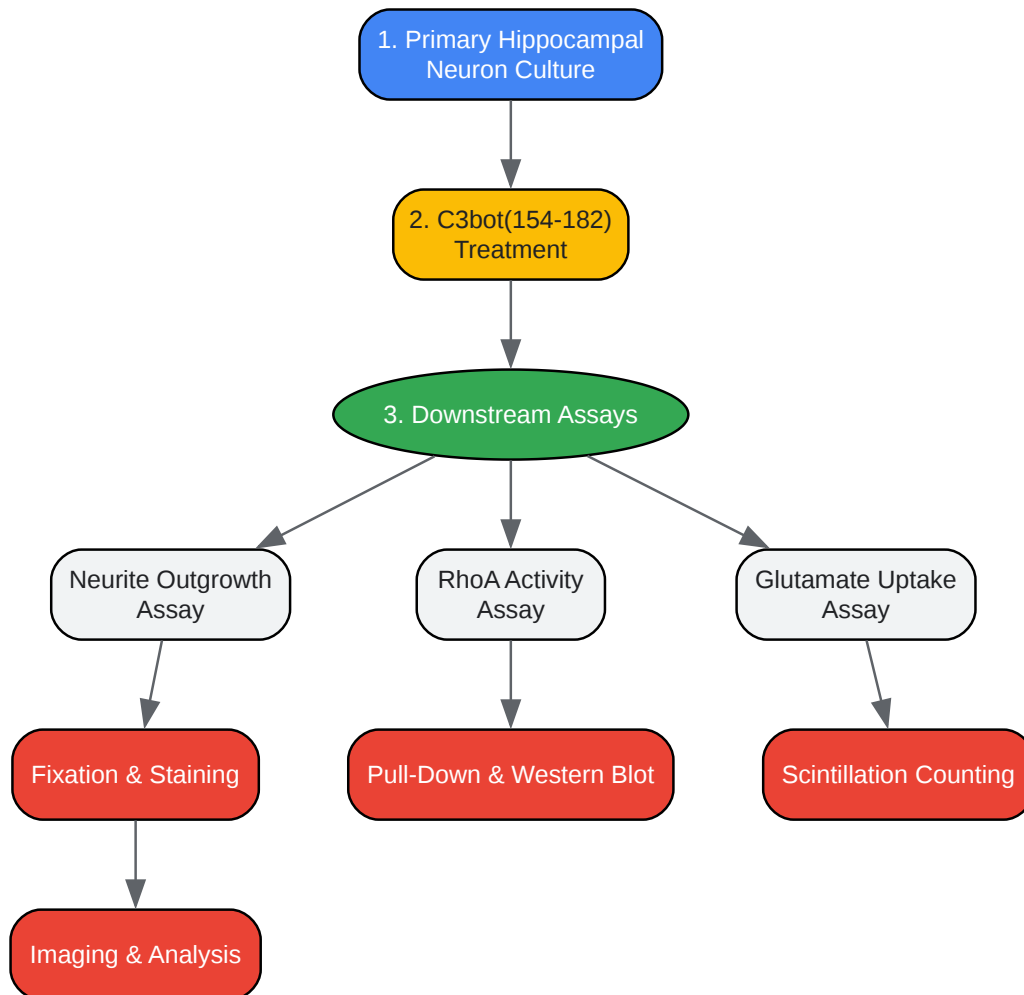 1. Primary Hippocampal
Neuron Culture
2. C3bot(154-182)
Treatment
3. Downstream Assays
Neurite Outgrowth
Assay
RhoA Activity
Assay
Glutamate Uptake
Assay
Fixation & Staining
Pull-Down & Western Blot
Scintillation Counting
Imaging & Analysis